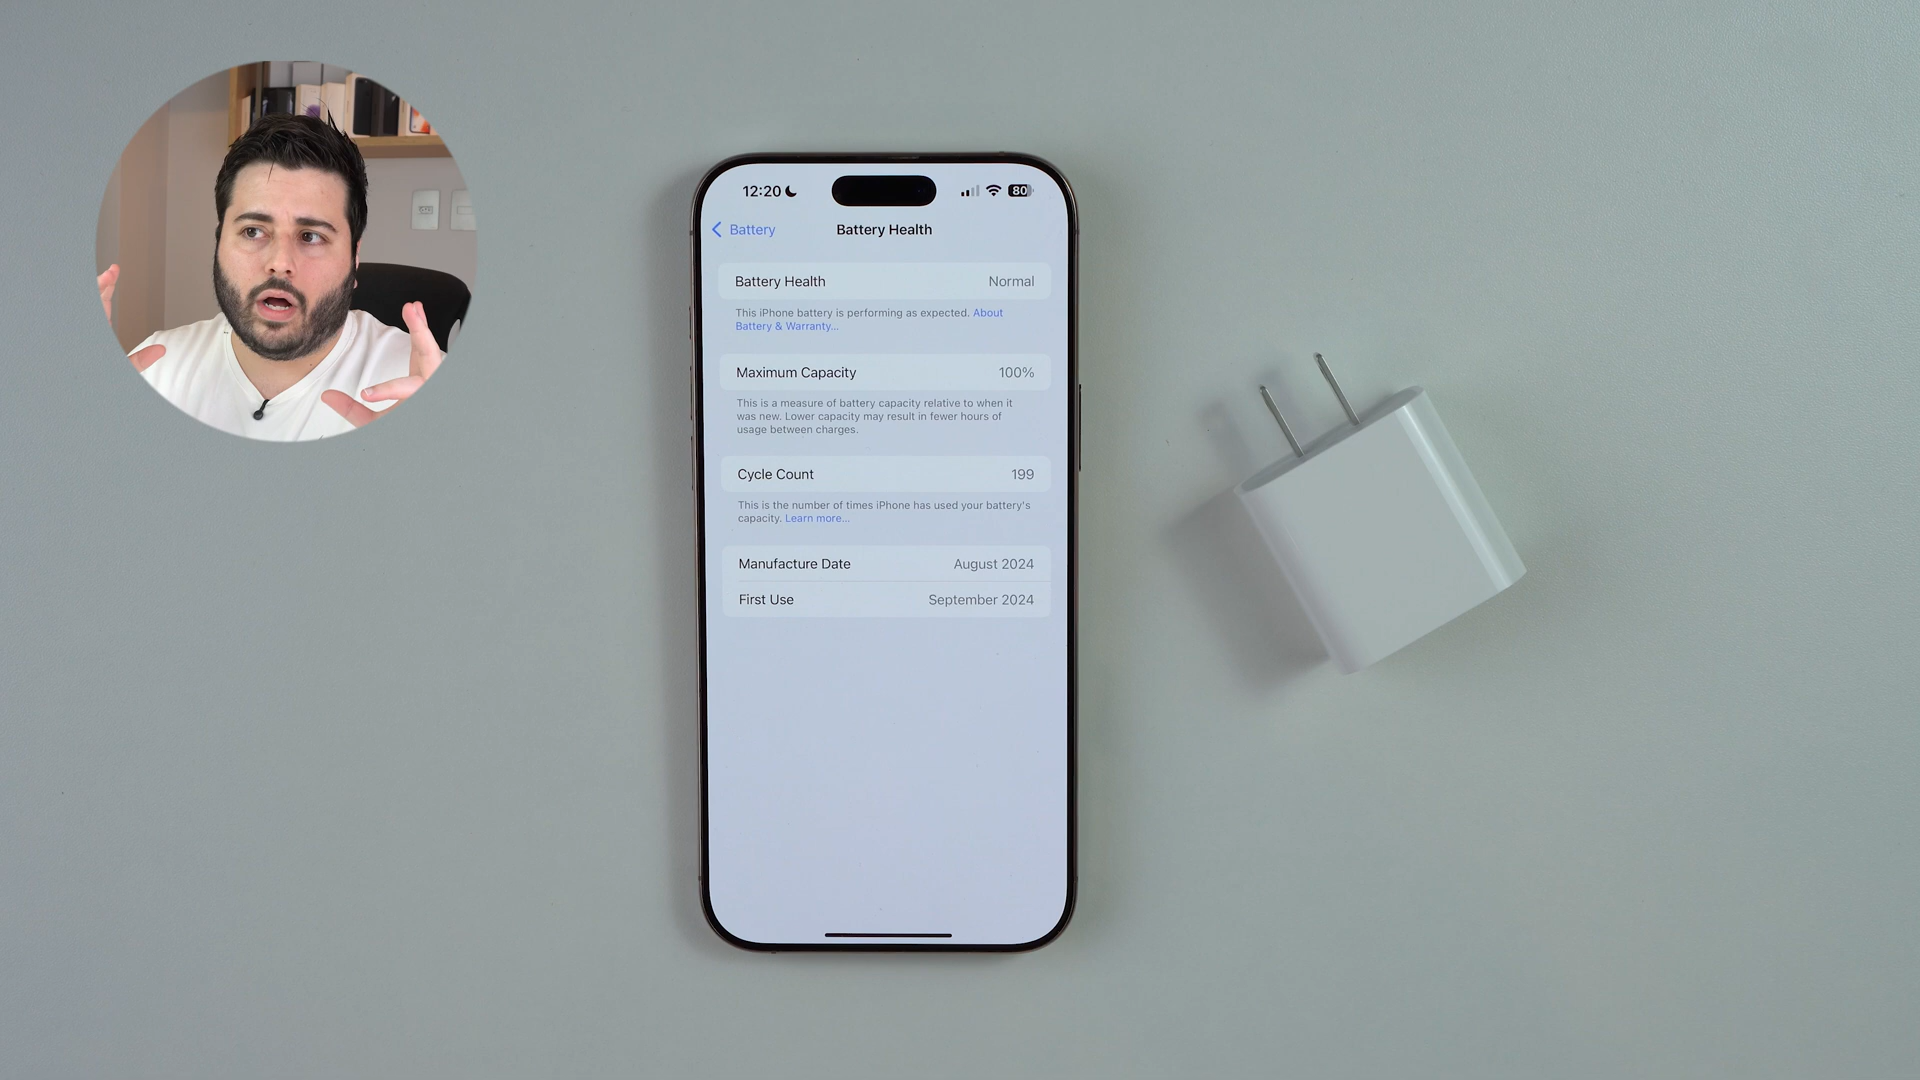 12:20
80
Battery
Battery Health
Battery Health
Normal
This iPhone battery is performing as expected. About
Battery & Warranty...
Maximum Capacity
100%
This is a measure of battery capacity relative to when it
was new. Lower capacity may result in fewer hours of
usage between charges.
Cycle Count
199
This is the number of times iPhone has used your battery's
capacity. Learn more...
Manufacture Date
August 2024
First Use
September 2024